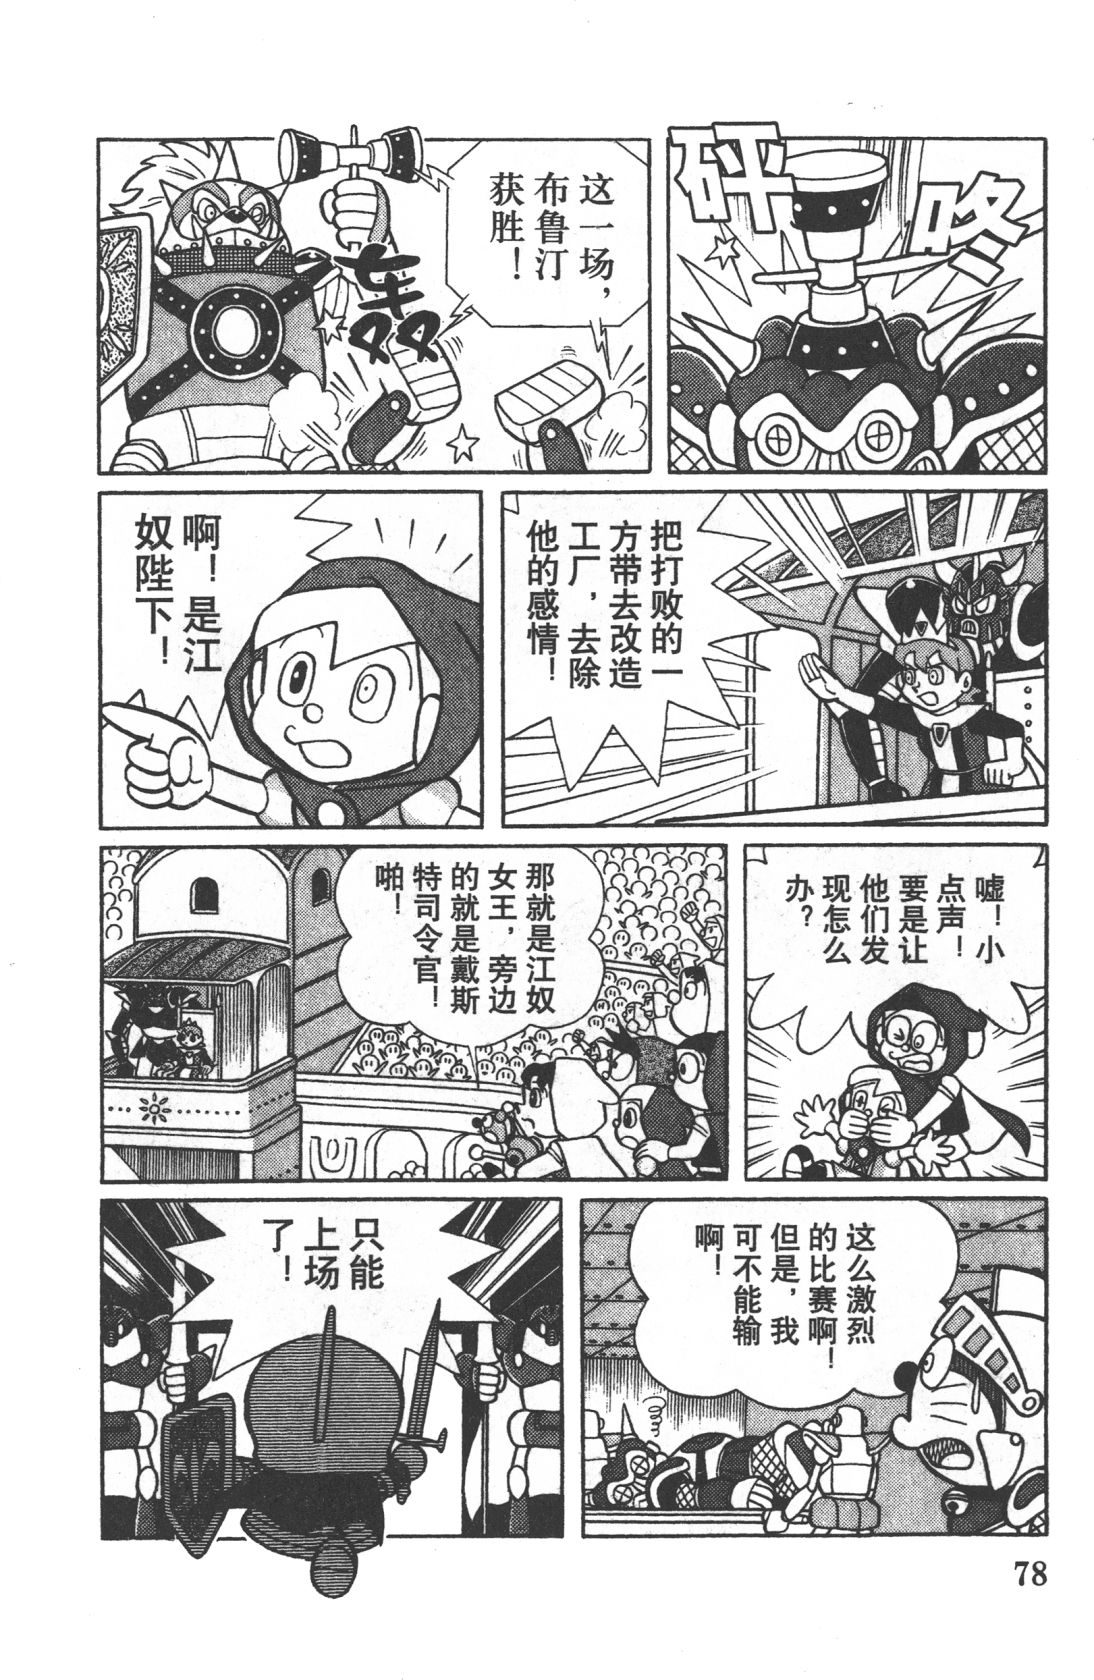 砰
咚
这一场，
布鲁汀
获胜！
轰
把打败的一
方带去改造
工厂，去除
他的感情！
啊！是江
奴陛下！
嘘！小
点声！
要是让
他们发
现怎么
办？
那就是江奴
女王，旁边
的就是戴斯
特司令官！
啪！
这么激烈
的比赛啊！
但是，我
可不能输
啊！
只能
上场
了！
78